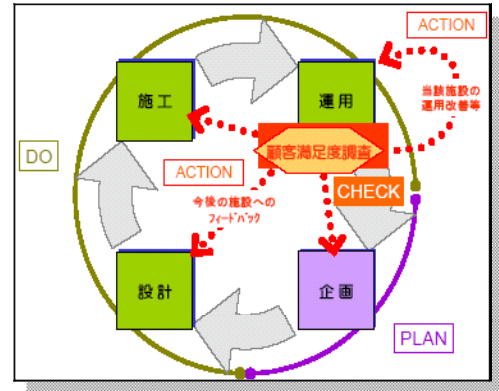 ACTION
施工
運用
当該施設の
運用改善等
顧客満足度調査
DO
ACTION
CHECK
今後の施設への
フィードバック
設計
企画
PLAN